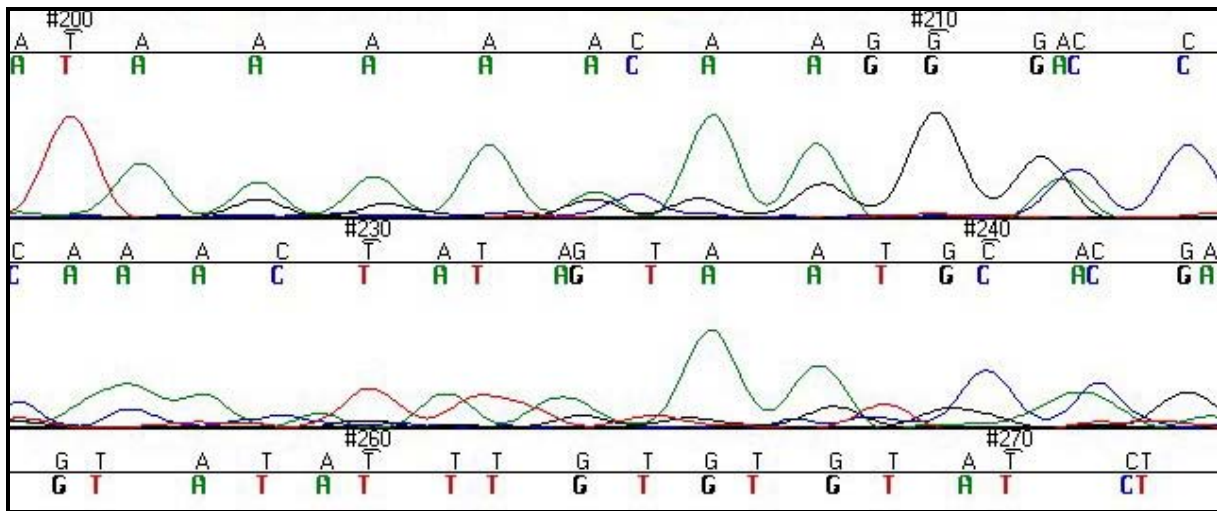 #200 #210
A T A A A A A C A A G G G A C C
A T A A A A A C A A G G G A C C
#230 #240
C A A A C T A T A G T A A T G C A C G A
C A A A C T A T A G T A A T G C A C G A
#260 #270
G T A T A T T T G T G T G T A T C T
G T A T A T T T G T G T G T A T C T